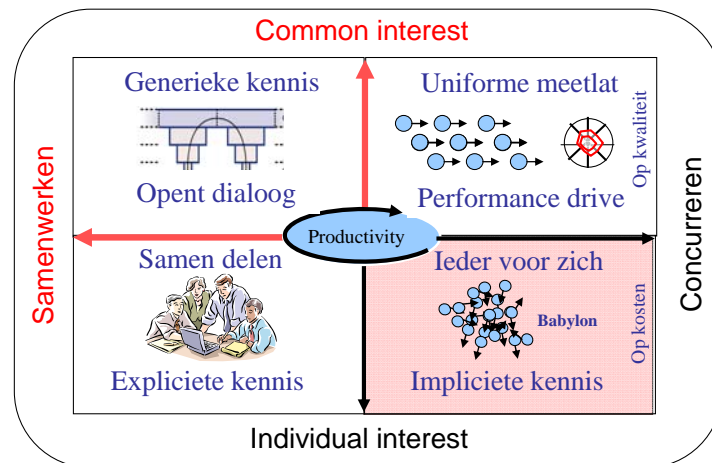 Common interest
Generieke kennis
Uniforme meetlat
Opent dialoog
Performance drive
Op kwaliteit
Samenwerken
Productivity
Concurreren
Samen delen
Ieder voor zich
Babylon
Op kosten
Expliciete kennis
Impliciete kennis
Individual interest